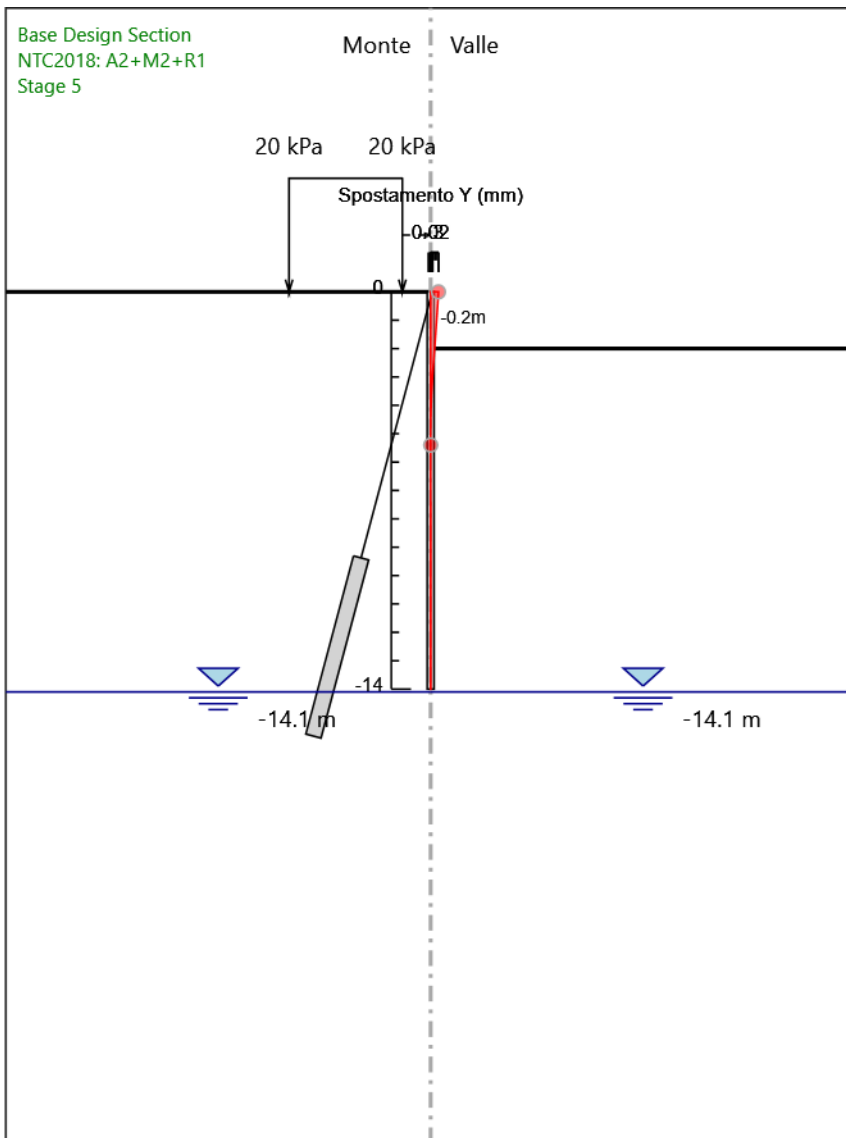 Base Design Section
NTC2018: A2+M2+R1
Stage 5
Monte Valle
20 kPa 20 kPa
Spostamento Y (mm)
0
-0.2m
-14
-14.1 m -14.1 m